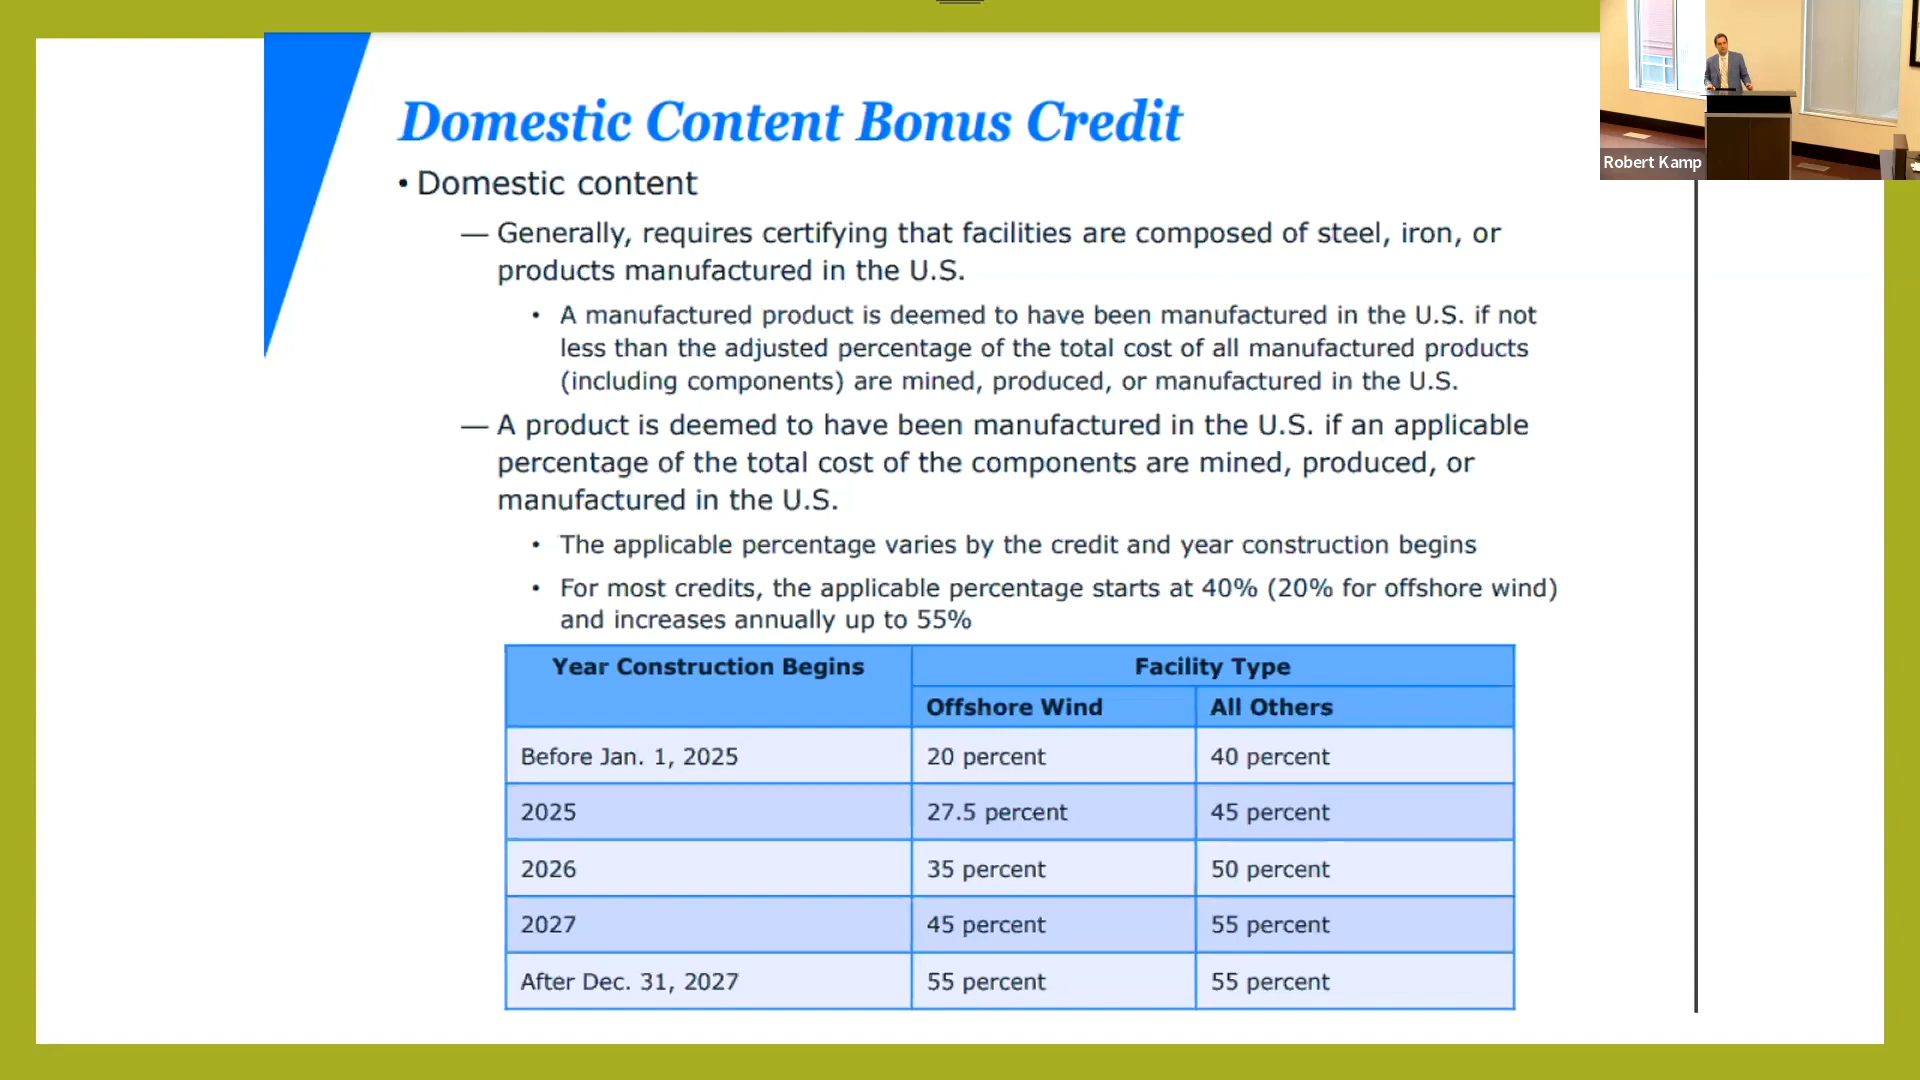 Domestic Content Bonus Credit
• Domestic content
— Generally, requires certifying that facilities are composed of steel, iron, or
products manufactured in the U.S.
• A manufactured product is deemed to have been manufactured in the U.S. if not
less than the adjusted percentage of the total cost of all manufactured products
(including components) are mined, produced, or manufactured in the U.S.
— A product is deemed to have been manufactured in the U.S. if an applicable
percentage of the total cost of the components are mined, produced, or
manufactured in the U.S.
• The applicable percentage varies by the credit and year construction begins
• For most credits, the applicable percentage starts at 40% (20% for offshore wind)
and increases annually up to 55%
Year Construction Begins Facility Type
Offshore Wind All Others
Before Jan. 1, 2025 20 percent 40 percent
2025 27.5 percent 45 percent
2026 35 percent 50 percent
2027 45 percent 55 percent
After Dec. 31, 2027 55 percent 55 percent
Robert Kamp